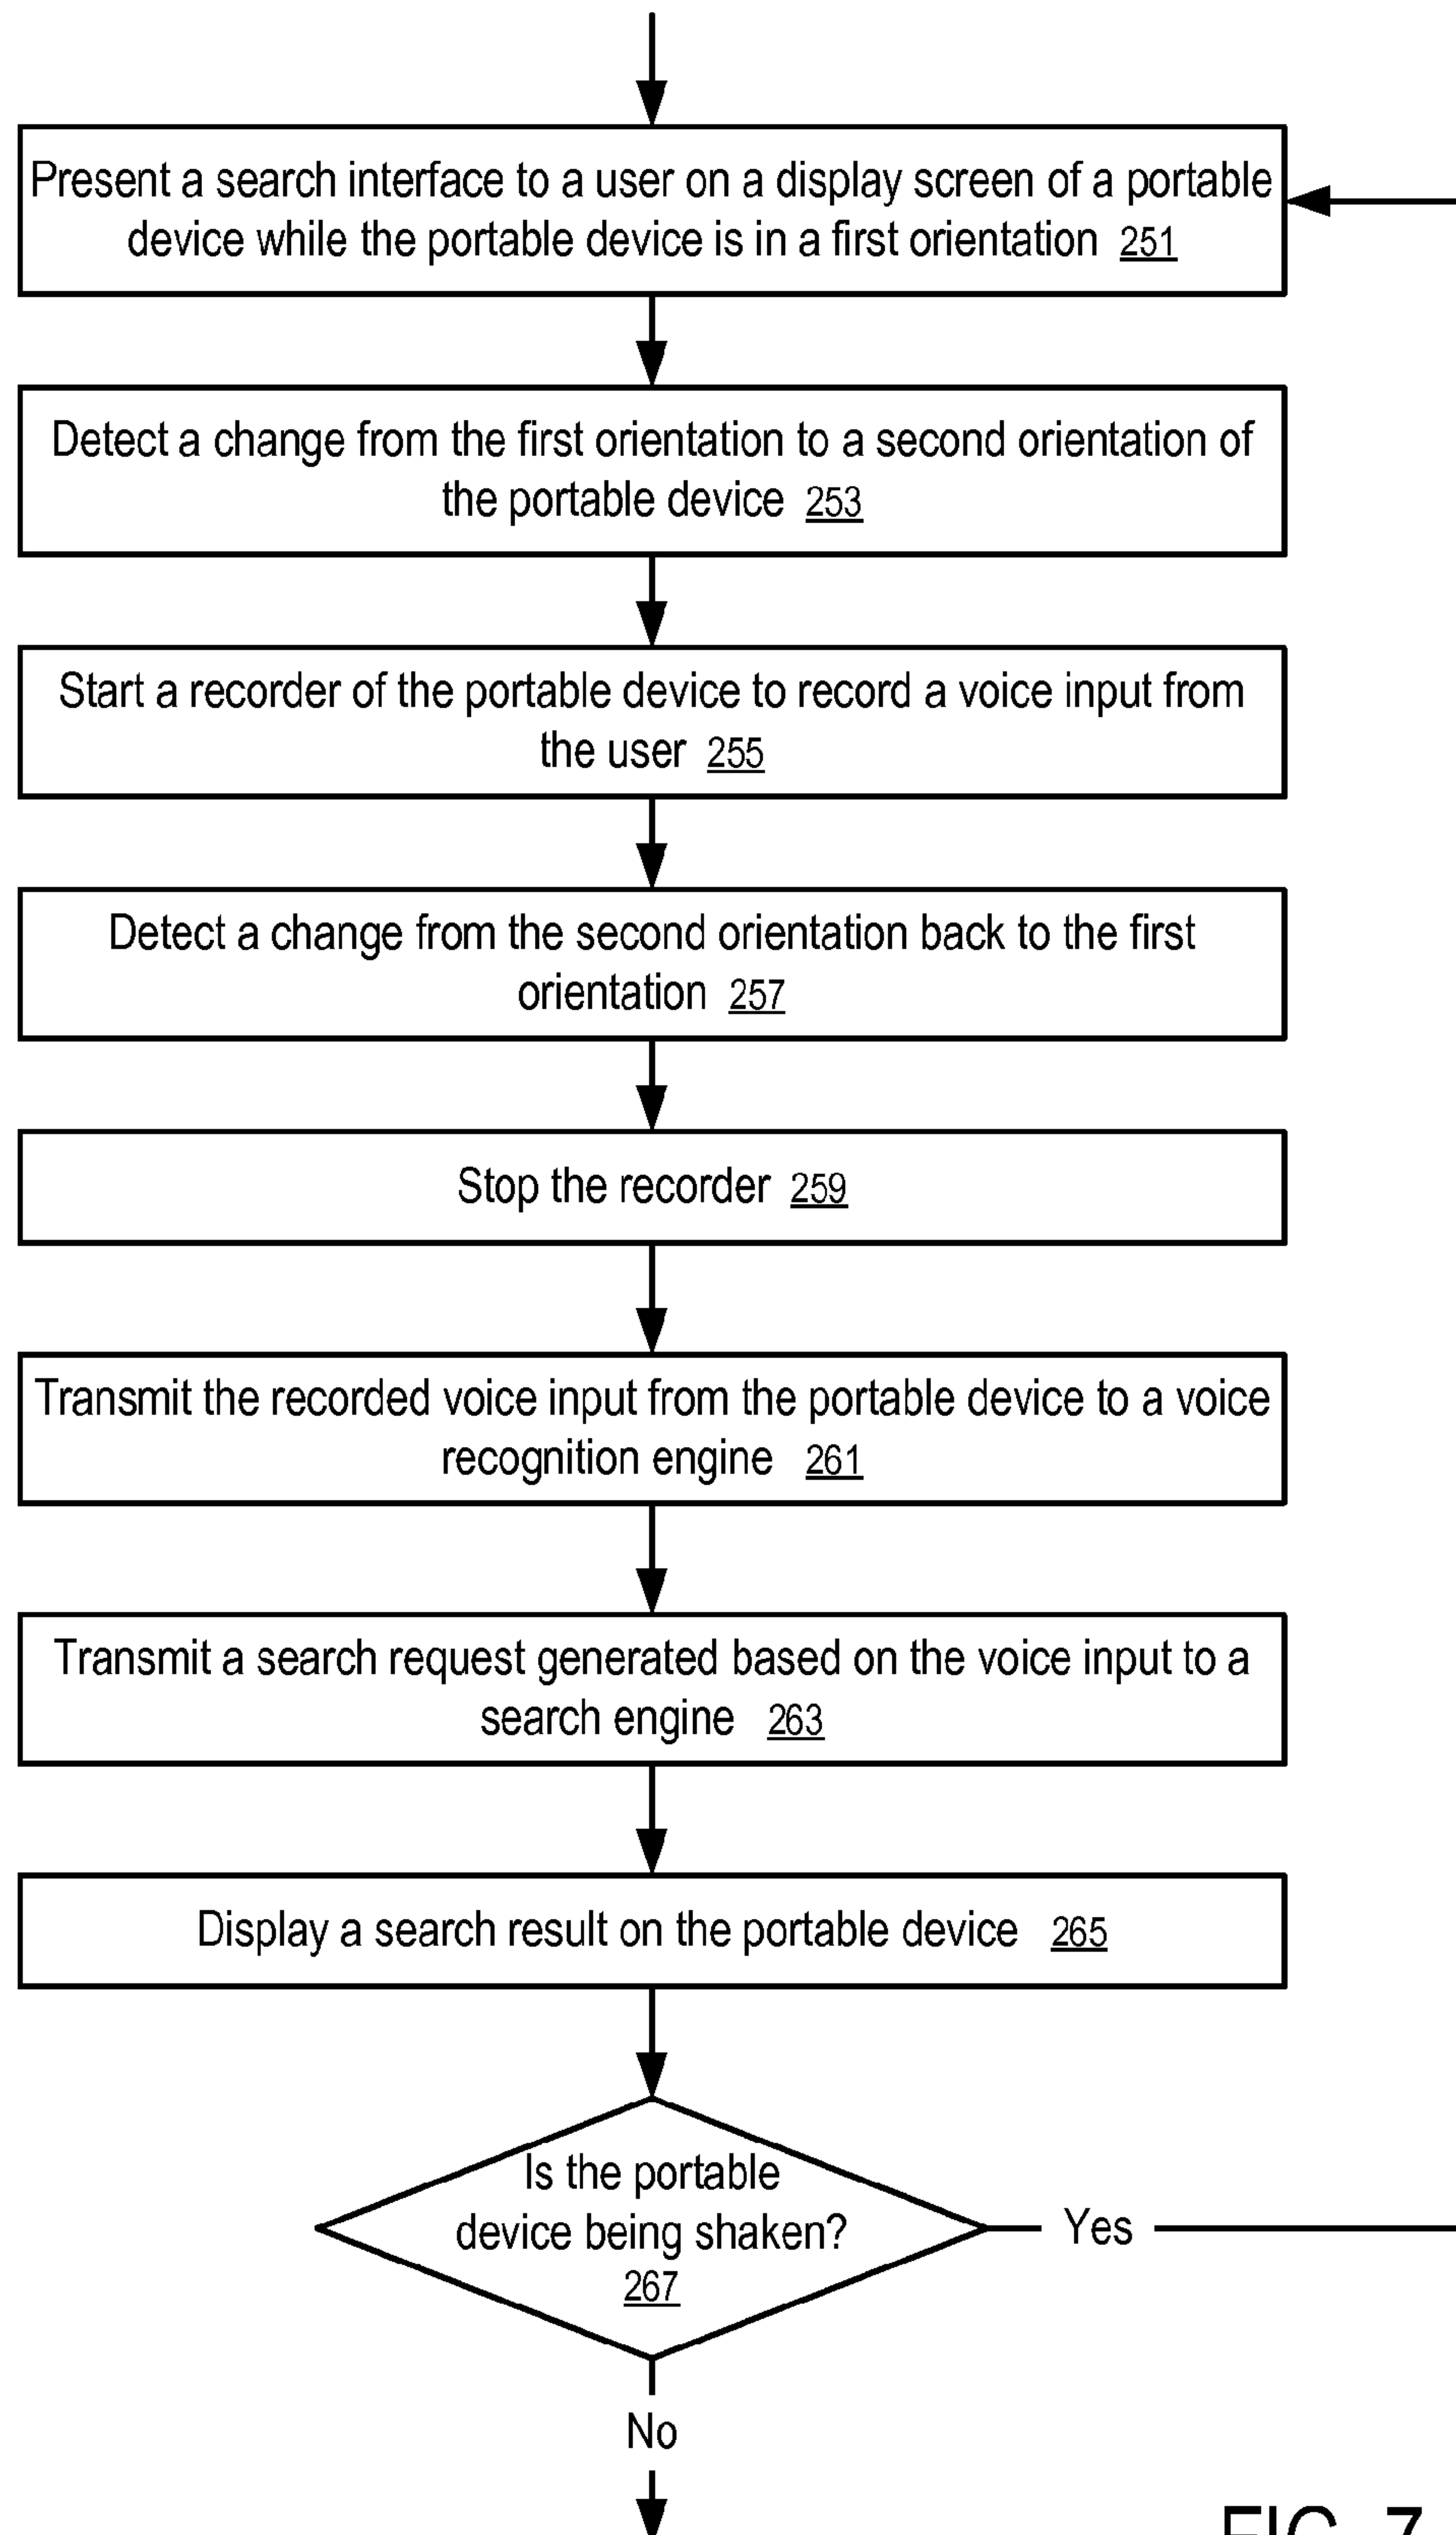 Present a search interface to a user on a display screen of a portable
device while the portable device is in a first orientation 251
Detect a change from the first orientation to a second orientation of
the portable device 253
Start a recorder of the portable device to record a voice input from
the user 255
Detect a change from the second orientation back to the first
orientation 257
Stop the recorder 259
Transmit the recorded voice input from the portable device to a voice
recognition engine 261
Transmit a search request generated based on the voice input to a
search engine 263
Display a search result on the portable device 265
Is the portable
device being shaken?
267
Yes
No
FIG. 7